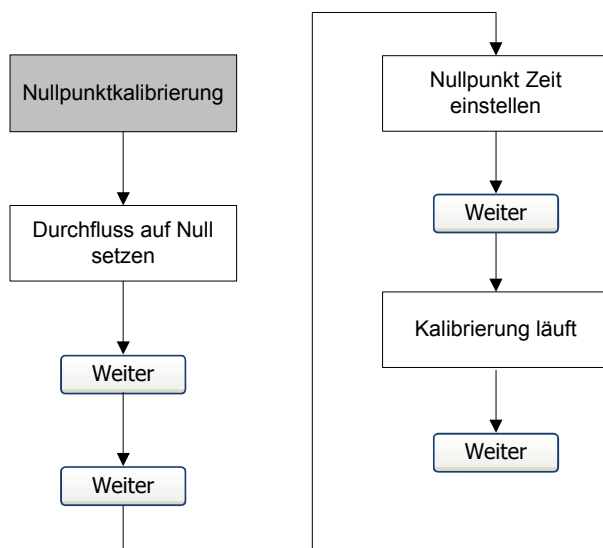 Nullpunktkalibrierung
Durchfluss auf Null
setzen
Weiter
Weiter
Nullpunkt Zeit
einstellen
Weiter
Kalibrierung läuft
Weiter